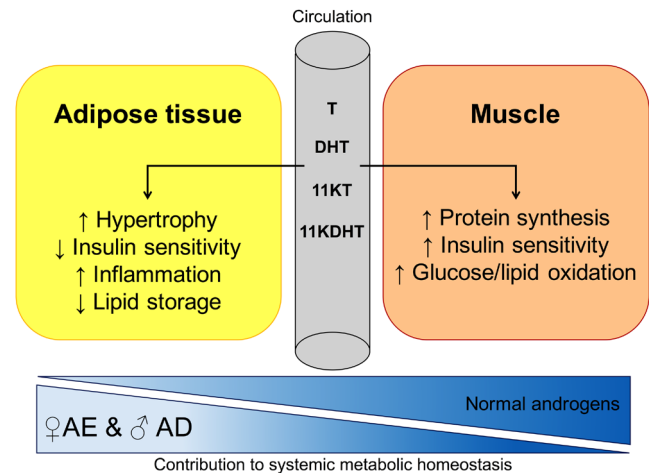 Circulation
Adipose tissue
↑ Hypertrophy
↓ Insulin sensitivity
↑ Inflammation
↓ Lipid storage
T
DHT
11KT
11KDHT
Muscle
↑ Protein synthesis
↑ Insulin sensitivity
↑ Glucose/lipid oxidation
Normal androgens
♀AE & ♂ AD
Contribution to systemic metabolic homeostasis